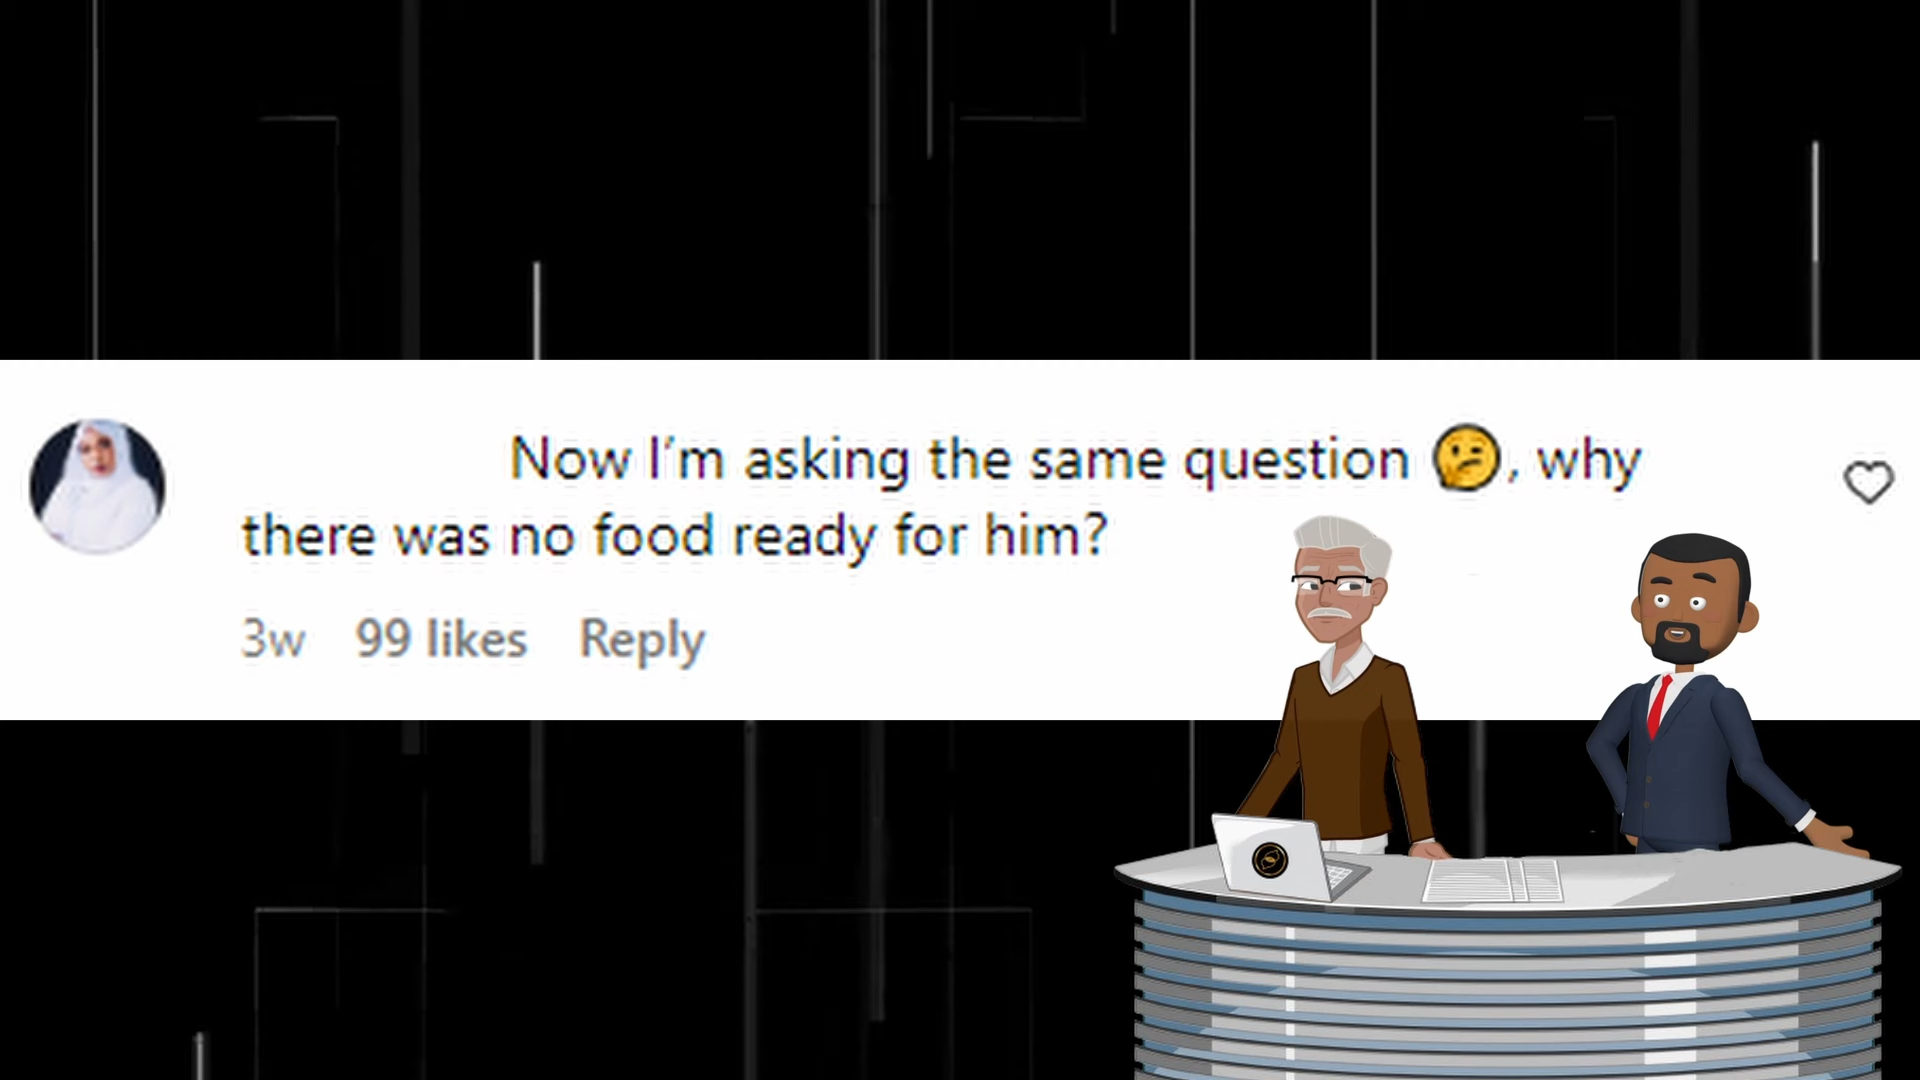 Now I'm asking the same question 🤔, why
there was no food ready for him?
3w 99 likes Reply